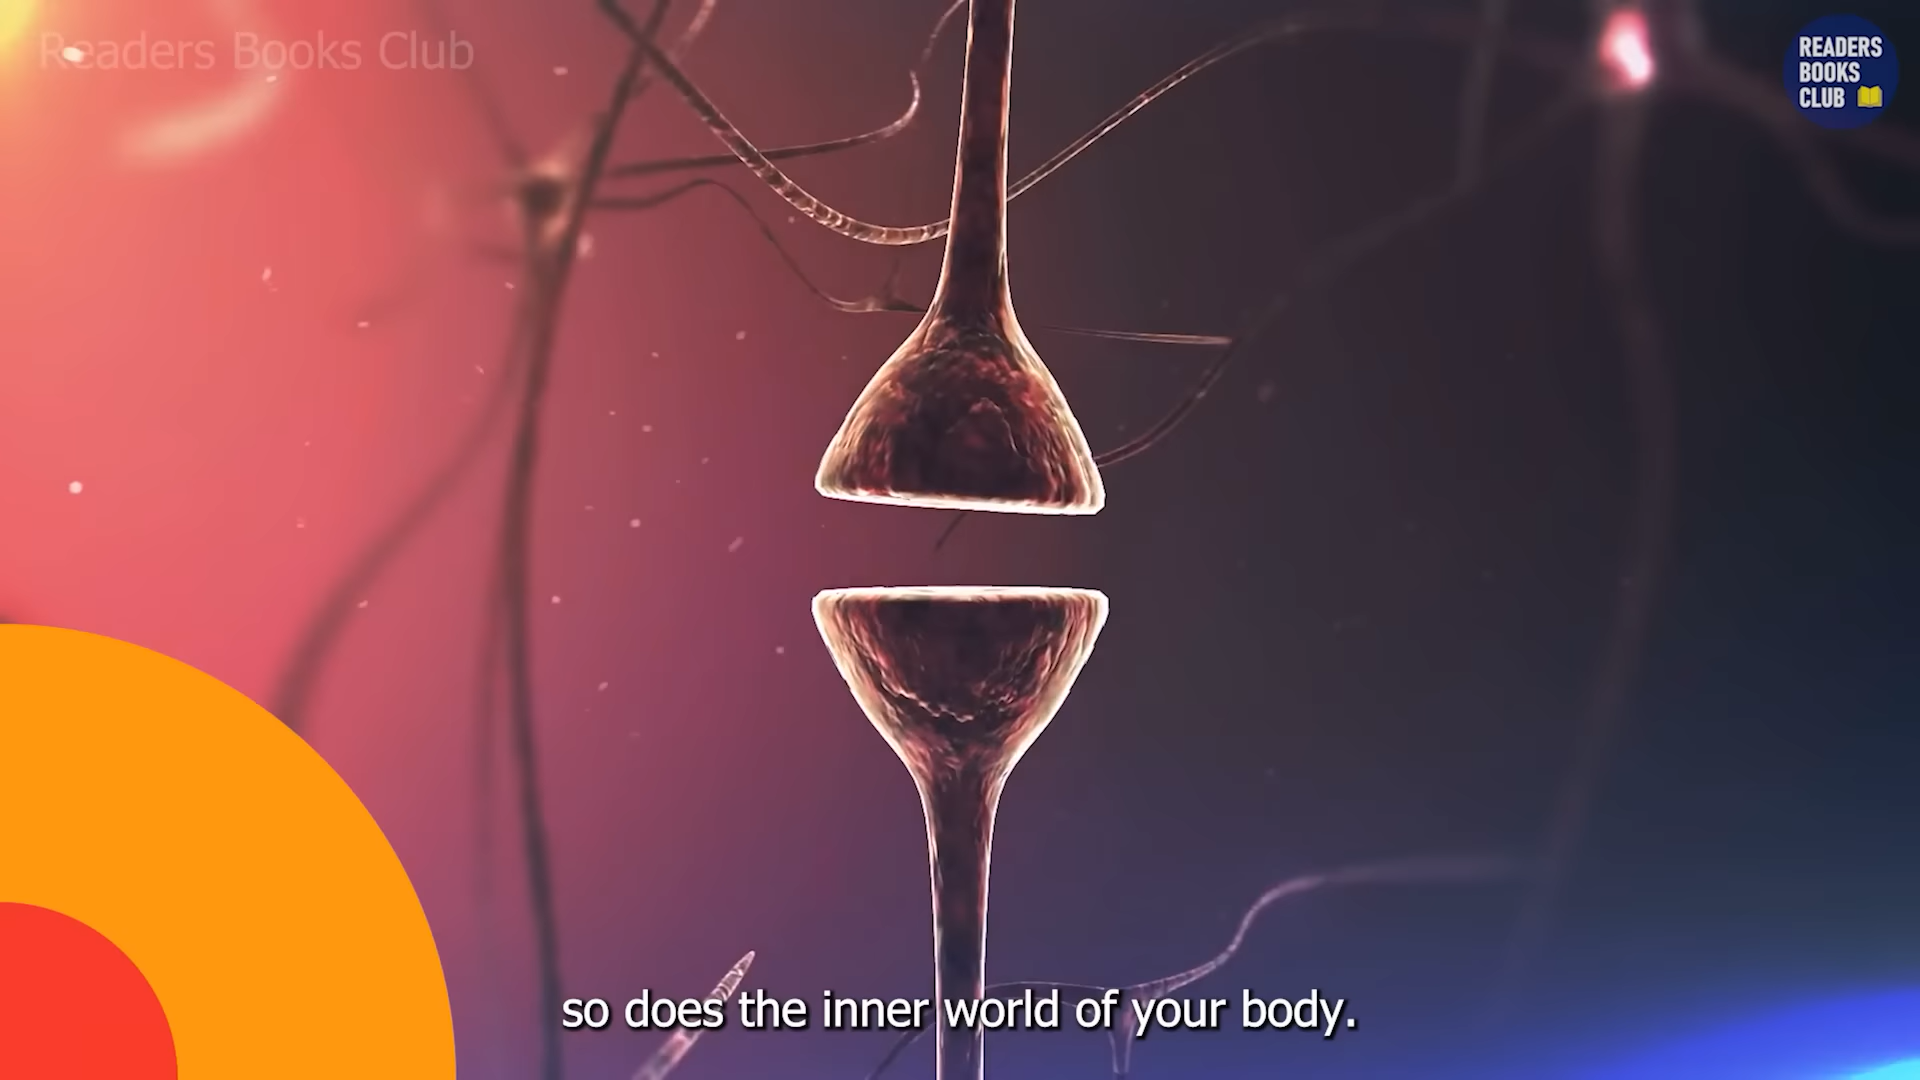 Readers Books Club
READERS
BOOKS
CLUB
so does the inner world of your body.